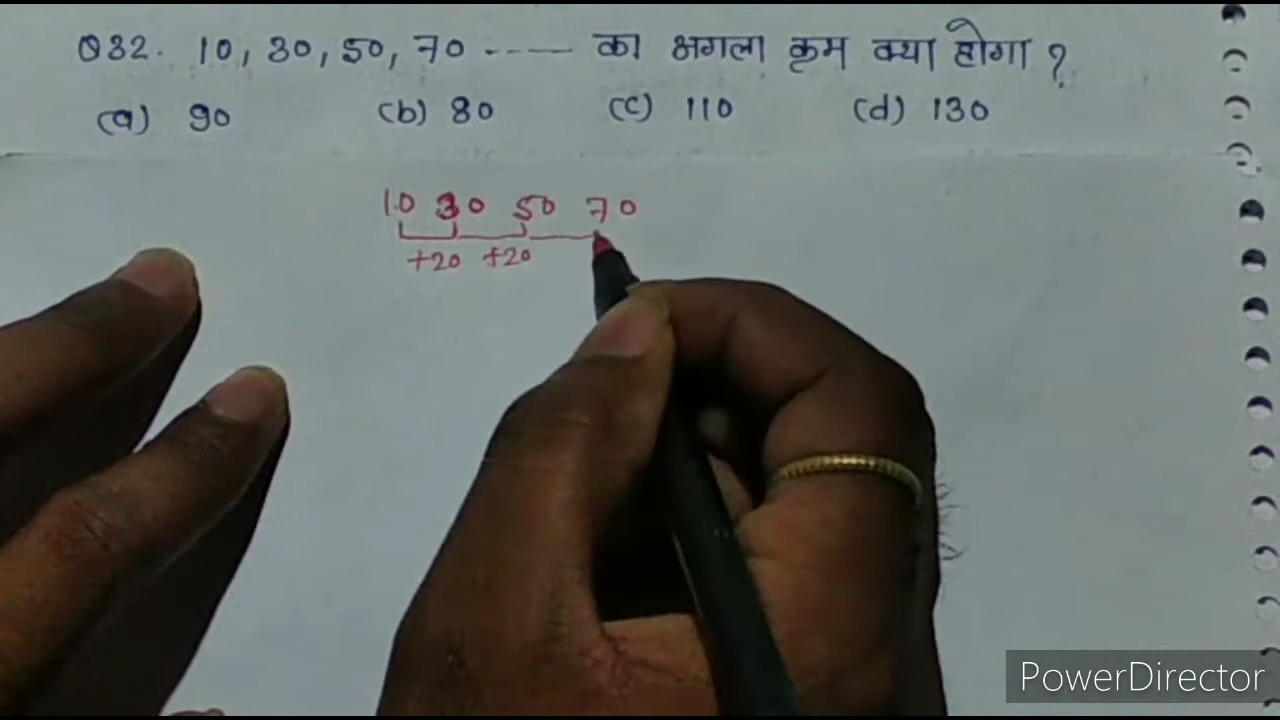 Q32. 10, 30, 50, 70 ------ का अगला क्रम क्या होगा ?
(a) 90 (b) 80 (c) 110 (d) 130
10 30 50 70
+20 +20
PowerDirector